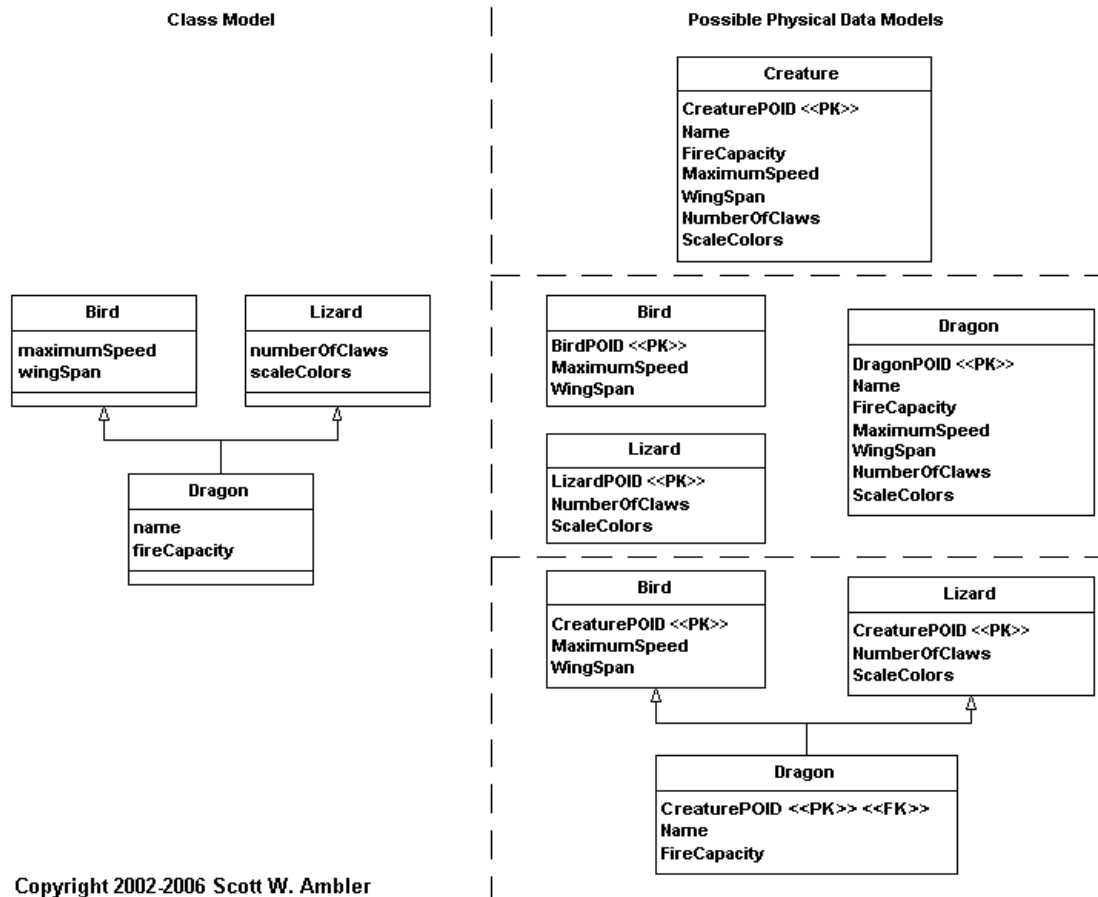 Class Model
Possible Physical Data Models
Creature
CreaturePOID <<PK>>
Name
FireCapacity
MaximumSpeed
WingSpan
NumberOfClaws
ScaleColors
Bird
maximumSpeed
wingSpan
Lizard
numberOfClaws
scaleColors
Dragon
name
fireCapacity
Bird
BirdPOID <<PK>>
MaximumSpeed
WingSpan
Lizard
LizardPOID <<PK>>
NumberOfClaws
ScaleColors
Dragon
DragonPOID <<PK>>
Name
FireCapacity
MaximumSpeed
WingSpan
NumberOfClaws
ScaleColors
Bird
CreaturePOID <<PK>>
MaximumSpeed
WingSpan
Lizard
CreaturePOID <<PK>>
NumberOfClaws
ScaleColors
Dragon
CreaturePOID <<PK>> <<FK>>
Name
FireCapacity
Copyright 2002-2006 Scott W. Ambler